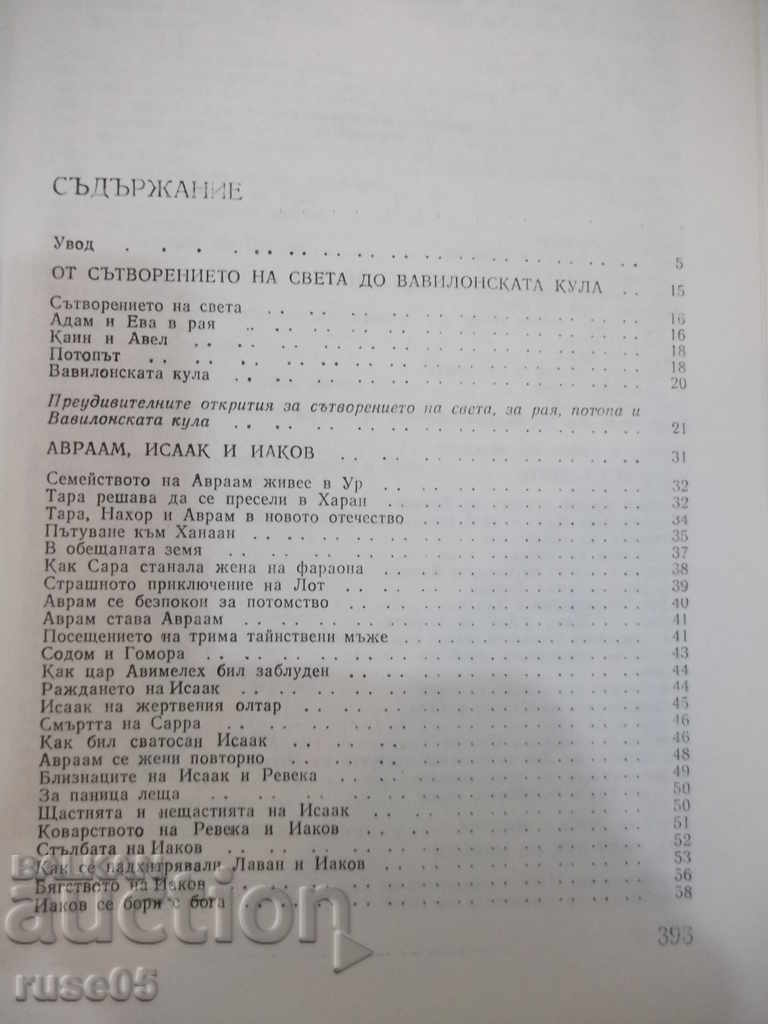 СЪДЪРЖАНИЕ
Увод . . . . . . . . . . . . . . . . . . . . 5
ОТ СЪТВОРЕНИЕТО НА СВЕТА ДО ВАВИЛОНСКАТА КУЛА . . 15
Сътворението на света . . . . . . . . . . . . . . . 16
Адам и Ева в рая . . . . . . . . . . . . . . . 16
Каин и Авел . . . . . . . . . . . . . . . 18
Потопът . . . . . . . . . . . . . . . 18
Вавилонската кула . . . . . . . . . . . . . . . 20
Преудивителните открития за сътворението на света, за рая, потопа и
Вавилонската кула . . . . . . . . . . . . . . . 21
АВРААМ, ИСААК И ИАКОВ . . . . . . . . . . 31
Семейството на Авраам живее в Ур . . . . . . . . . . 32
Тара решава да се пресели в Харан . . . . . . . . . . 32
Тара, Нахор и Аврам в новото отечество . . . . . . . . 34
Пътуване към Ханаан . . . . . . . . . . . . . 35
В обещаната земя . . . . . . . . . . . . . . 37
Как Сара станала жена на фараона . . . . . . . . . . 38
Страшното приключение на Лот . . . . . . . . . . 39
Аврам се безпокои за потомство . . . . . . . . . . 40
Аврам става Авраам . . . . . . . . . . . . . 41
Посещението на трима тайнствени мъже . . . . . . . . 41
Содом и Гомора . . . . . . . . . . . . . . 43
Как цар Авимелех бил заблуден . . . . . . . . . . 44
Раждането на Исаак . . . . . . . . . . . . . 44
Исаак на жертвения олтар . . . . . . . . . . . 45
Смъртта на Сарра . . . . . . . . . . . . . . 46
Как бил сватосан Исаак . . . . . . . . . . . . 46
Авраам се жени повторно . . . . . . . . . . . . 48
Близнаците на Исаак и Ревека . . . . . . . . . . 49
За паница леща . . . . . . . . . . . . . . 50
Щастията и нещастията на Исаак . . . . . . . . . . 50
Коварството на Ревека и Иаков . . . . . . . . . . 51
Стълбата на Иаков . . . . . . . . . . . . . 52
Как се надхитрявали Лаван и Иаков . . . . . . . . . 53
Бягството на Иаков . . . . . . . . . . . . . 56
Иаков се бори с бога . . . . . . . . . . . . . 58
393
auction
ruse05